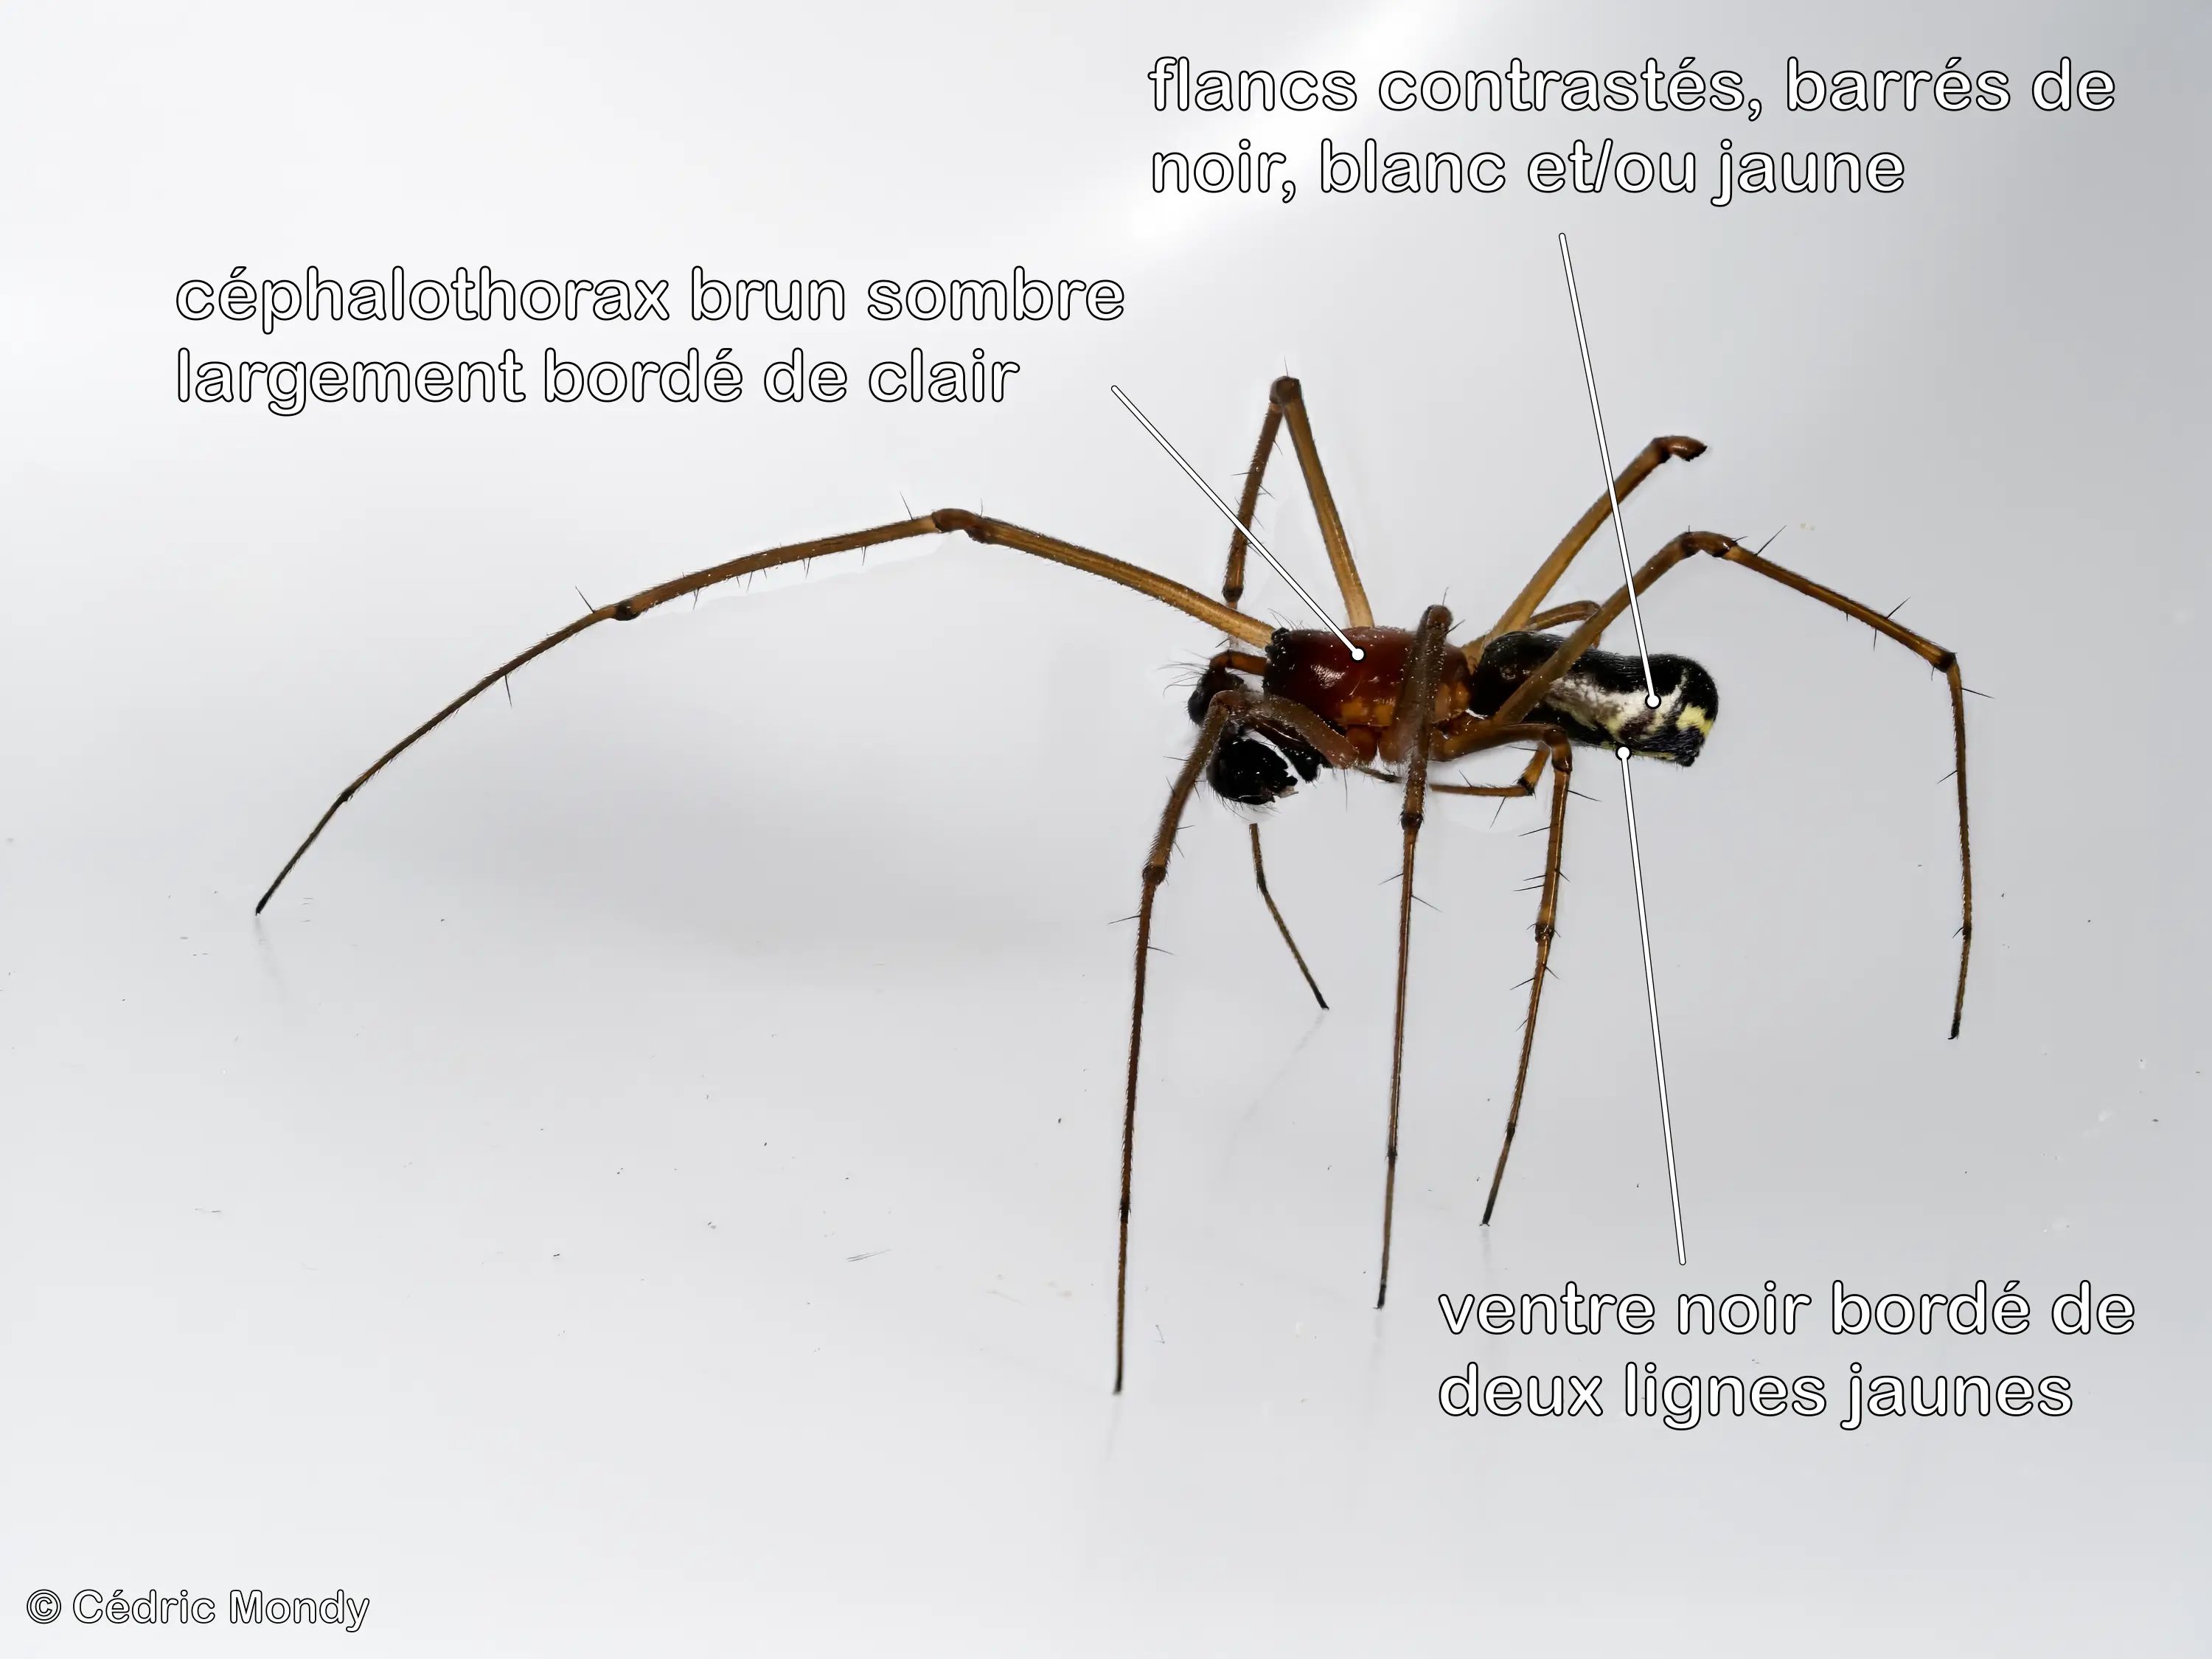 flancs contrastés, barrés de
noir, blanc et/ou jaune
céphalothorax brun sombre
largement bordé de clair
ventre noir bordé de
deux lignes jaunes
© Cédric Mondy